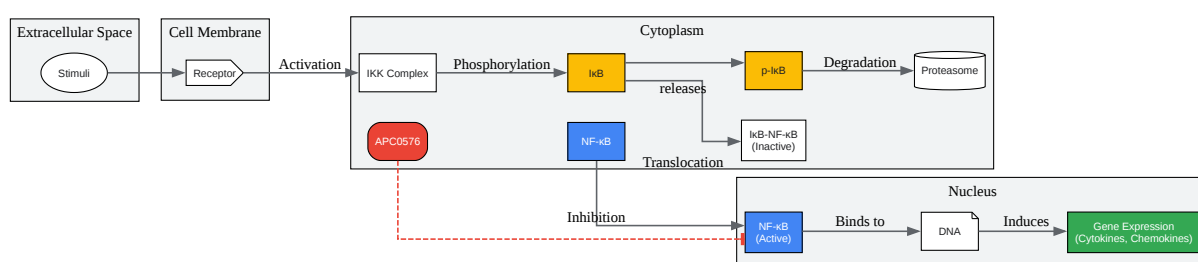 Extracellular Space
Cell Membrane
Cytoplasm
Stimuli
Receptor
Activation
IKK Complex
Phosphorylation
IκB
releases
p-IκB
Degradation
Proteasome
APC0576
NF-κB
IκB-NF-κB
(Inactive)
Translocation
Nucleus
Inhibition
NF-κB
(Active)
Binds to
DNA
Induces
Gene Expression
(Cytokines, Chemokines)